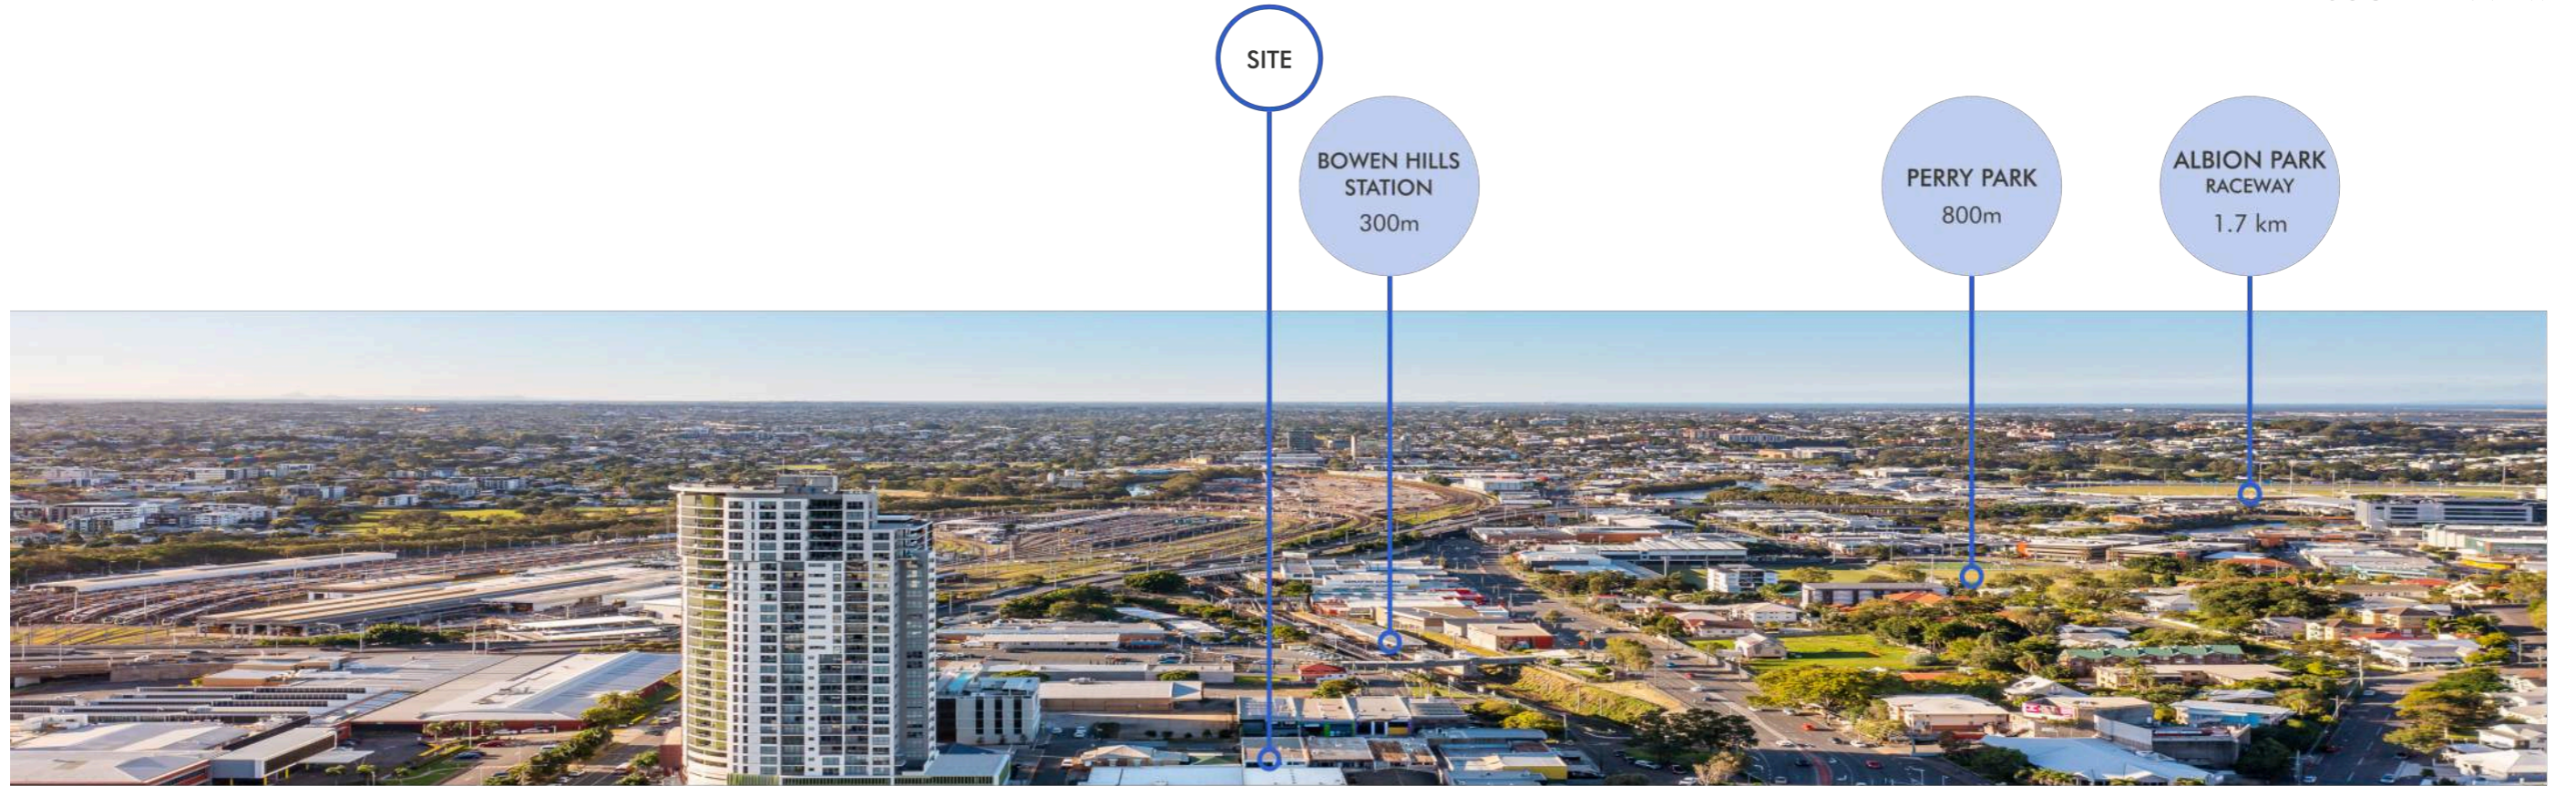 SITE
BOWEN HILLS
STATION
300m
PERRY PARK
800m
ALBION PARK
RACEWAY
1.7 km